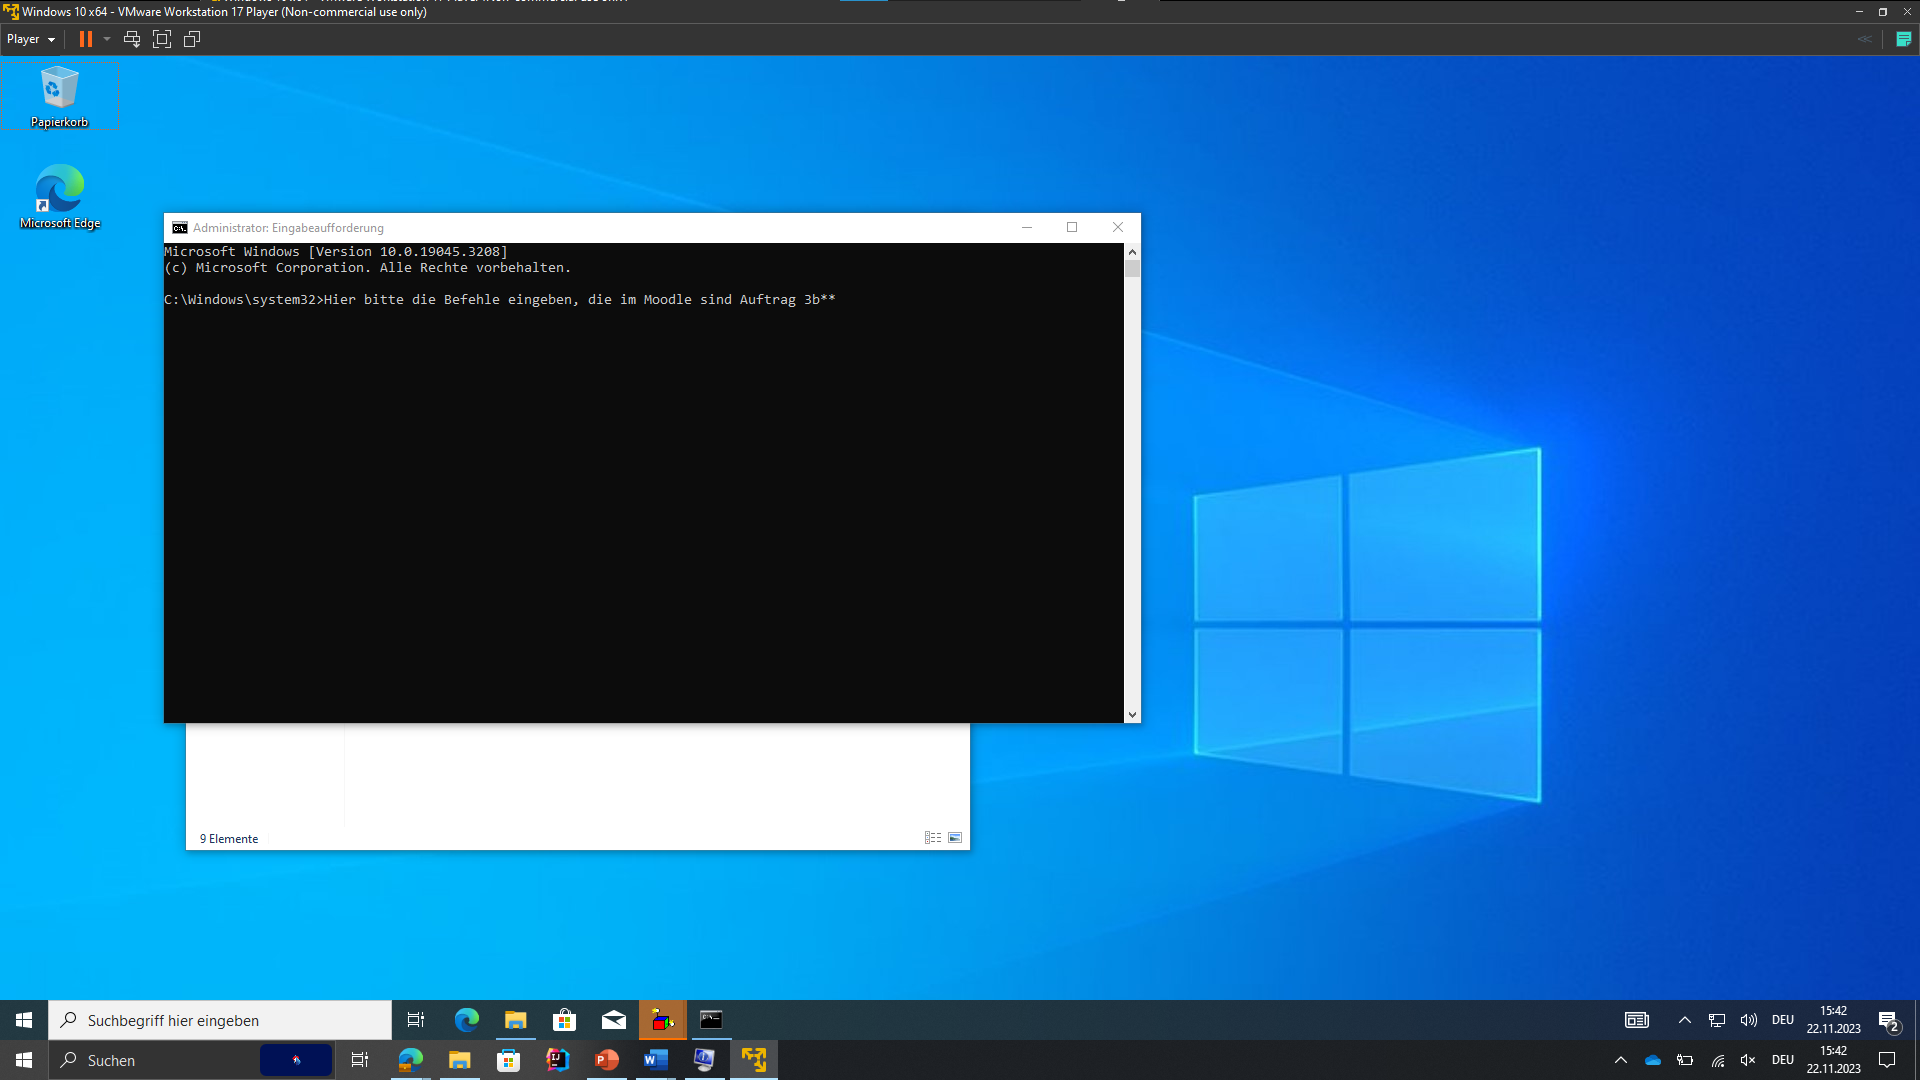 Windows 10 x64 - VMware Workstation 17 Player (Non-commercial use only)
Player
Papierkorb
Microsoft Edge
Administrator: Eingabeaufforderung
Microsoft Windows [Version 10.0.19045.3208]
(c) Microsoft Corporation. Alle Rechte vorbehalten.
C:\Windows\system32>Hier bitte die Befehle eingeben, die im Moodle sind Auftrag 3b**
9 Elemente
Suchbegriff hier eingeben
DEU
15:42
22.11.2023
2
Suchen
DEU
15:42
22.11.2023